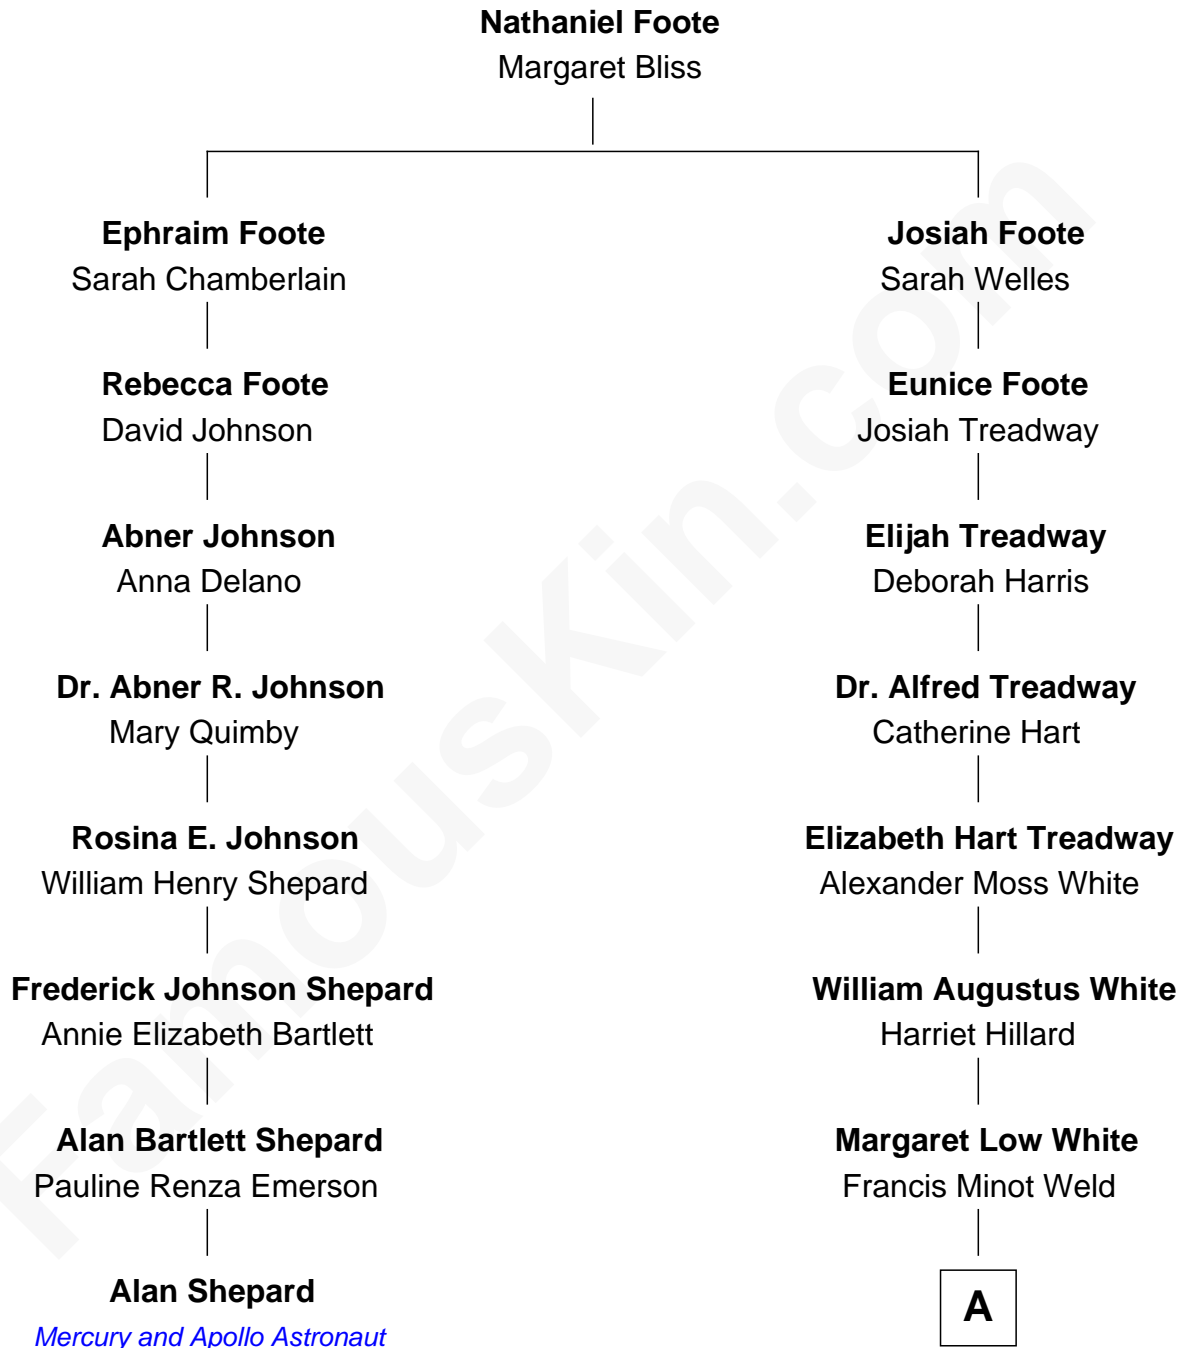 Nathaniel Foote
Margaret Bliss
Ephraim Foote
Sarah Chamberlain
Josiah Foote
Sarah Welles
Rebecca Foote
David Johnson
Eunice Foote
Josiah Treadway
Abner Johnson
Anna Delano
Elijah Treadway
Deborah Harris
Dr. Abner R. Johnson
Mary Quimby
Dr. Alfred Treadway
Catherine Hart
Rosina E. Johnson
William Henry Shepard
Elizabeth Hart Treadway
Alexander Moss White
Frederick Johnson Shepard
Annie Elizabeth Bartlett
William Augustus White
Harriet Hillard
Alan Bartlett Shepard
Pauline Renza Emerson
Margaret Low White
Francis Minot Weld
Alan Shepard
Mercury and Apollo Astronaut
A
FamousKin.com